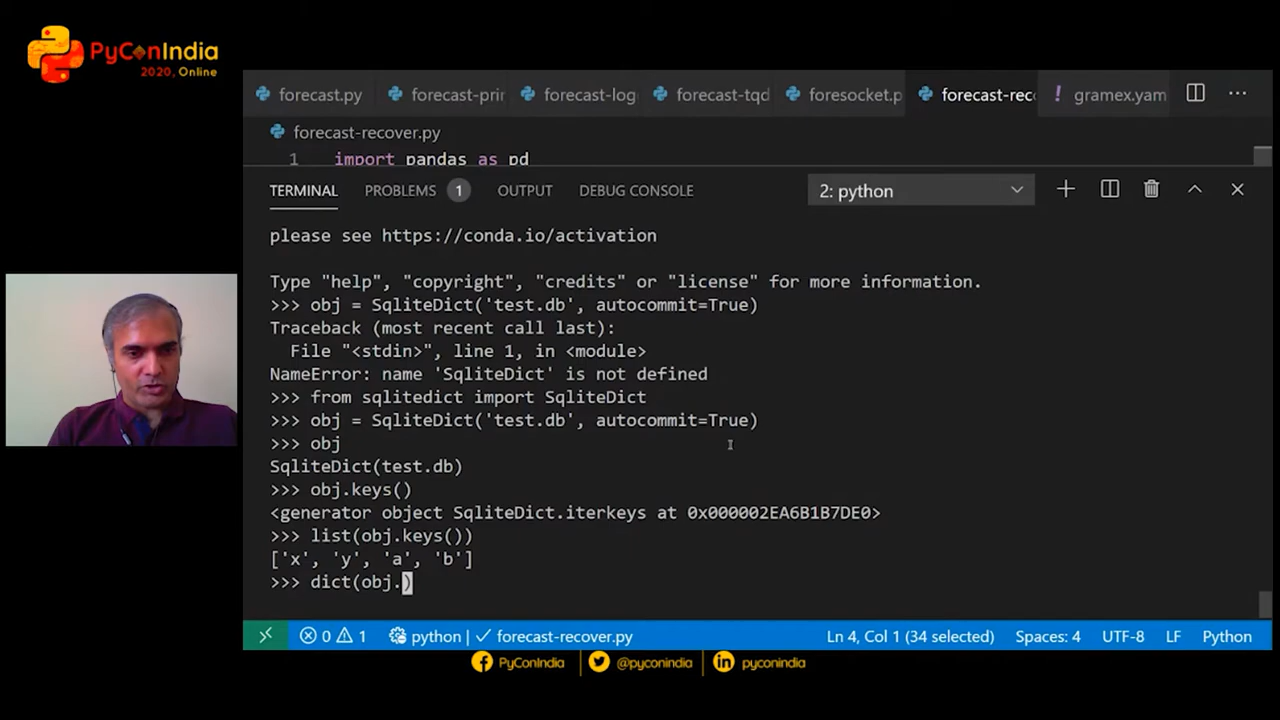 PyConIndia
2020, Online
forecast.py
forecast-prir
forecast-log
forecast-tqd
foresocket.p
forecast-reco
! gramex.yam
forecast-recover.py
1 import pandas as pd
TERMINAL PROBLEMS 1 OUTPUT DEBUG CONSOLE 2: python
please see https://conda.io/activation
Type "help", "copyright", "credits" or "license" for more information.
>>> obj = SqliteDict('test.db', autocommit=True)
Traceback (most recent call last):
File "<stdin>", line 1, in <module>
NameError: name 'SqliteDict' is not defined
>>> from sqlitedict import SqliteDict
>>> obj = SqliteDict('test.db', autocommit=True)
>>> obj
SqliteDict(test.db)
>>> obj.keys()
<generator object SqliteDict.iterkeys at 0x000002EA6B1B7DE0>
>>> list(obj.keys())
['x', 'y', 'a', 'b']
>>> dict(obj.)
0 1 python | ✓ forecast-recover.py Ln 4, Col 1 (34 selected) Spaces: 4 UTF-8 LF Python
PyConIndia @pyconindia pyconindia